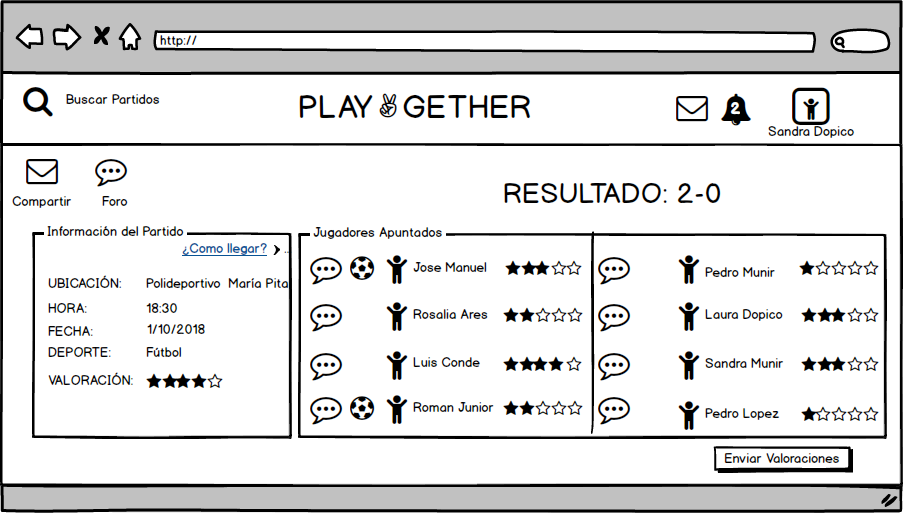 http://
Buscar Partidos
PLAY GETHER
2
Sandra Dopico
Compartir
Foro
RESULTADO: 2-0
Información del Partido
¿Como llegar?
UBICACIÓN: Polideportivo María Pita
HORA: 18:30
FECHA: 1/10/2018
DEPORTE: Fútbol
VALORACIÓN:
Jugadores Apuntados
Jose Manuel
Rosalia Ares
Luis Conde
Roman Junior
Pedro Munir
Laura Dopico
Sandra Munir
Pedro Lopez
Enviar Valoraciones